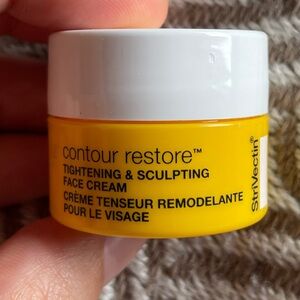 contour restore™
TIGHTENING & SCULPTING
FACE CREAM
CRÈME TENSEUR REMODELANTE
POUR LE VISAGE
StriVectin®